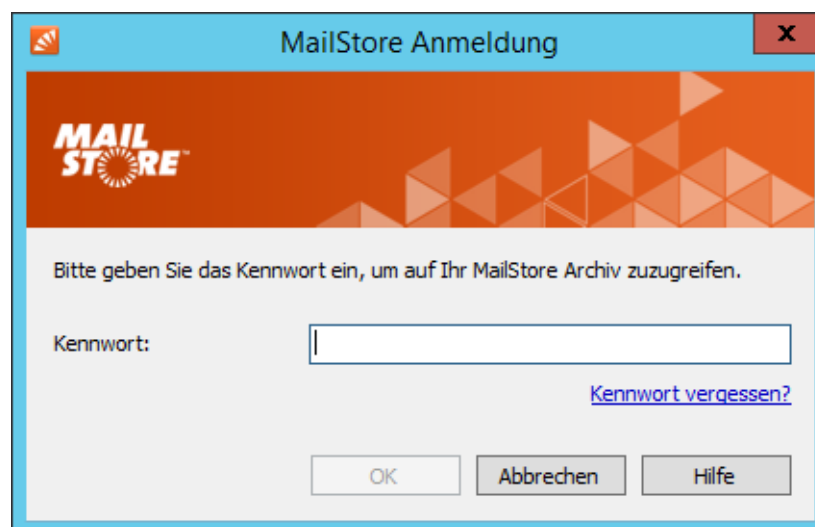 MailStore Anmeldung
MAIL
STORE™
Bitte geben Sie das Kennwort ein, um auf Ihr MailStore Archiv zuzugreifen.
Kennwort:
Kennwort vergessen?
OK Abbrechen Hilfe